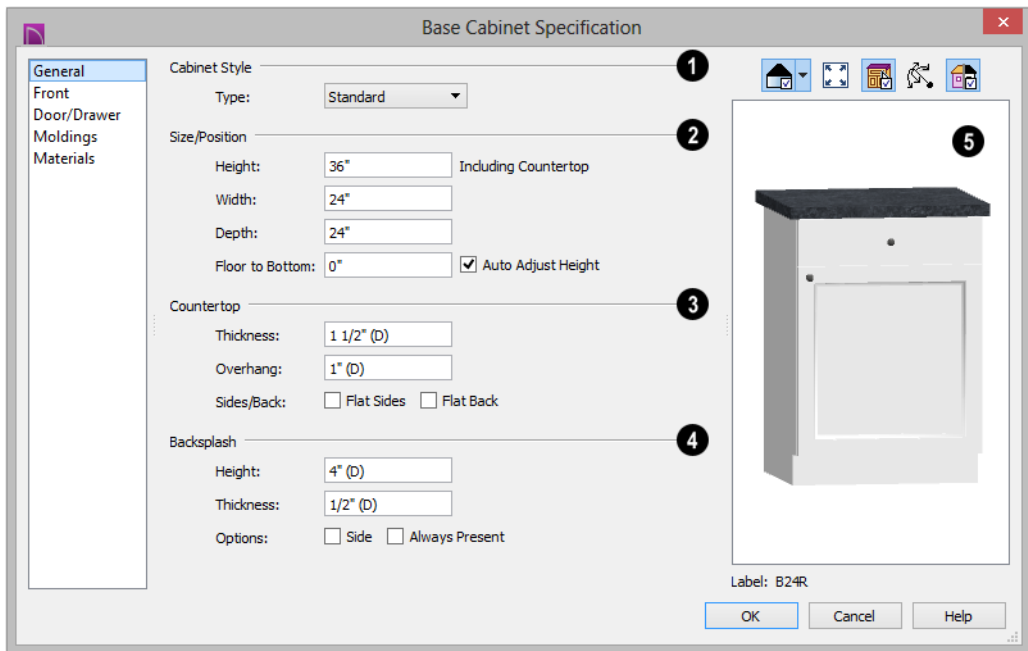 Base Cabinet Specification
General
Front
Door/Drawer
Moldings
Materials
Cabinet Style 1
Type: Standard
Size/Position 2
Height: 36" Including Countertop
Width: 24"
Depth: 24"
Floor to Bottom: 0" Auto Adjust Height
Countertop 3
Thickness: 1 1/2" (D)
Overhang: 1" (D)
Sides/Back: Flat Sides Flat Back
Backsplash 4
Height: 4" (D)
Thickness: 1/2" (D)
Options: Side Always Present
5
Label: B24R
OK Cancel Help